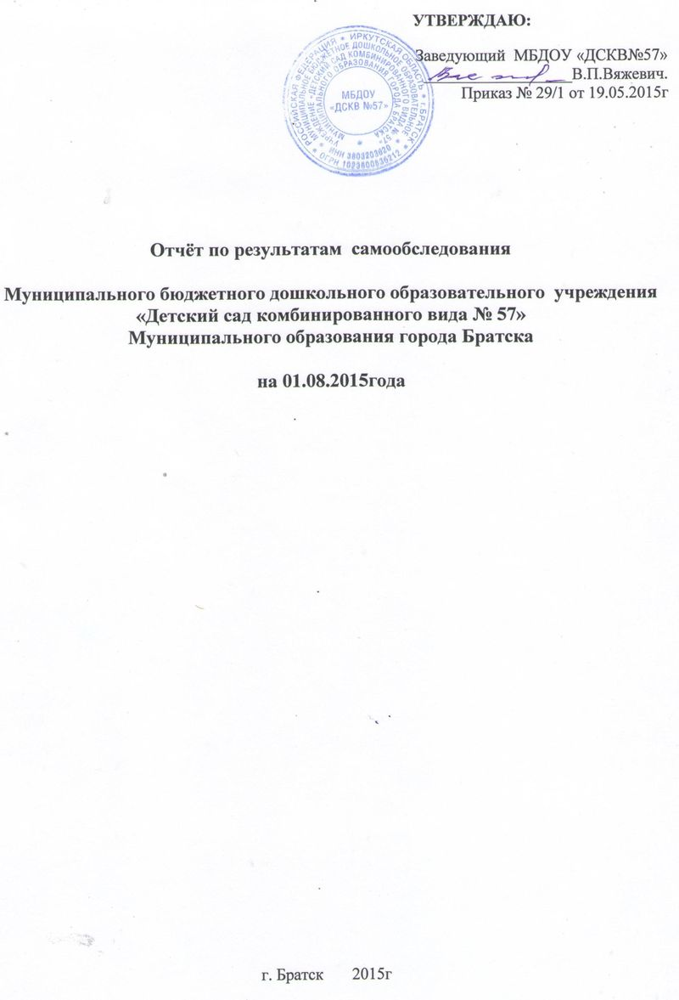 УТВЕРЖДАЮ:
Заведующий МБДОУ «ДСКВ№57»
В.П.Вяжевич.
Приказ № 29/1 от 19.05.2015г
РОССИЙСКАЯ ФЕДЕРАЦИЯ * ИРКУТСКАЯ ОБЛАСТЬ * г.БРАТСК *
МУНИЦИПАЛЬНОЕ БЮДЖЕТНОЕ ДОШКОЛЬНОЕ ОБРАЗОВАТЕЛЬНОЕ
УЧРЕЖДЕНИЕ «ДЕТСКИЙ САД КОМБИНИРОВАННОГО ВИДА № 57»
МУНИЦИПАЛЬНОГО ОБРАЗОВАНИЯ ГОРОДА БРАТСКА
МБДОУ
«ДСКВ №57»
* ИНН 3803203620 *
* ОГРН
Отчёт по результатам самообследования
Муниципального бюджетного дошкольного образовательного учреждения
«Детский сад комбинированного вида № 57»
Муниципального образования города Братска
на 01.08.2015года
г. Братск 2015г